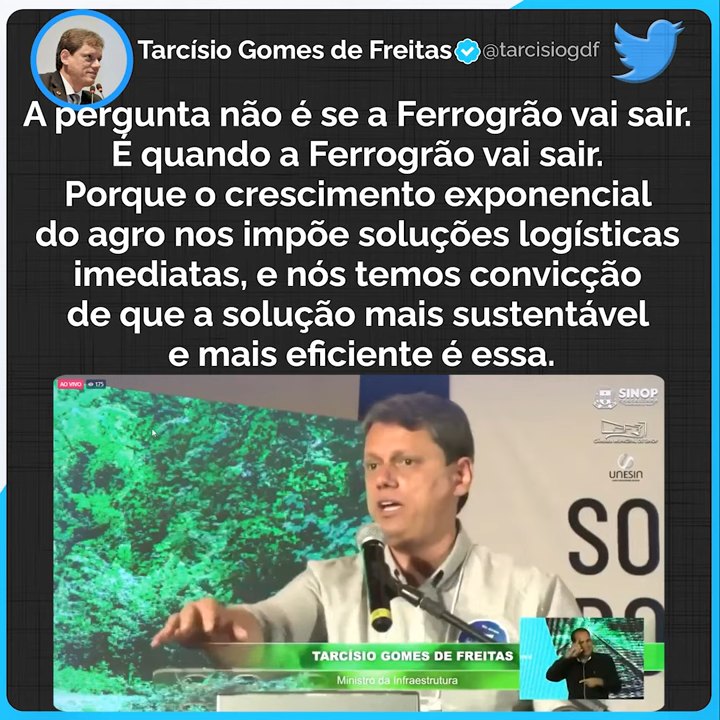 Tarcísio Gomes de Freitas @tarcisiogdf
A pergunta não é se a Ferrogrão vai sair.
É quando a Ferrogrão vai sair.
Porque o crescimento exponencial
do agro nos impõe soluções logísticas
imediatas, e nós temos convicção
de que a solução mais sustentável
e mais eficiente é essa.
AO VIVO 175
SINOP
UNESIN
SO
TARCÍSIO GOMES DE FREITAS
Ministro da Infraestrutura